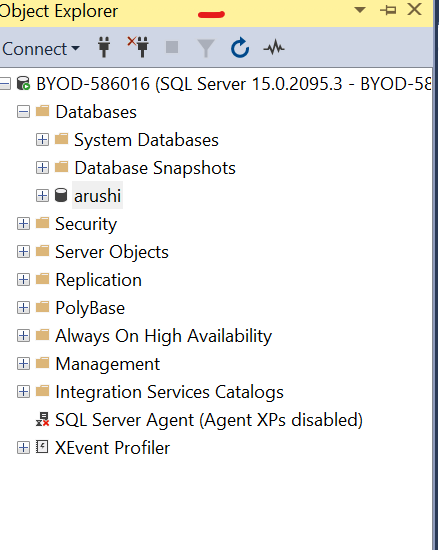 Object Explorer
Connect
BYOD-586016 (SQL Server 15.0.2095.3 - BYOD-58
Databases
System Databases
Database Snapshots
arushi
Security
Server Objects
Replication
PolyBase
Always On High Availability
Management
Integration Services Catalogs
SQL Server Agent (Agent XPs disabled)
XEvent Profiler